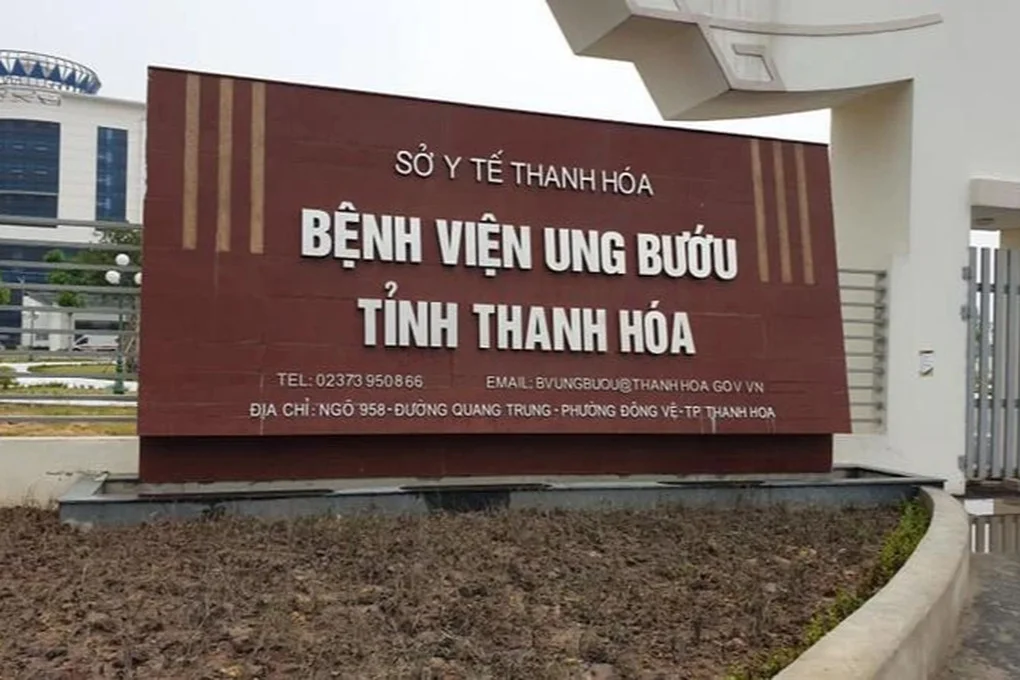 SỞ Y TẾ THANH HÓA
BỆNH VIỆN UNG BƯỚU
TỈNH THANH HÓA
TEL: 02373 950866 EMAIL: BVUNGBUOU@THANHHOA.GOV.VN
ĐỊA CHỈ: NGÕ 958-ĐƯỜNG QUANG TRUNG-PHƯỜNG ĐÔNG VỆ-TP THANH HOA